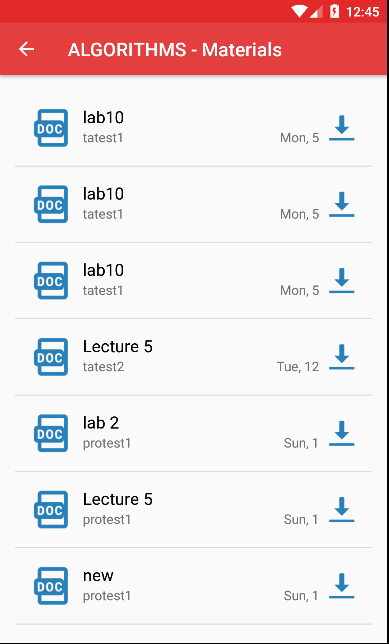 12:45
ALGORITHMS - Materials
DOC lab10
tatest1 Mon, 5
DOC lab10
tatest1 Mon, 5
DOC lab10
tatest1 Mon, 5
DOC Lecture 5
tatest2 Tue, 12
DOC lab 2
protest1 Sun, 1
DOC Lecture 5
protest1 Sun, 1
DOC new
protest1 Sun, 1